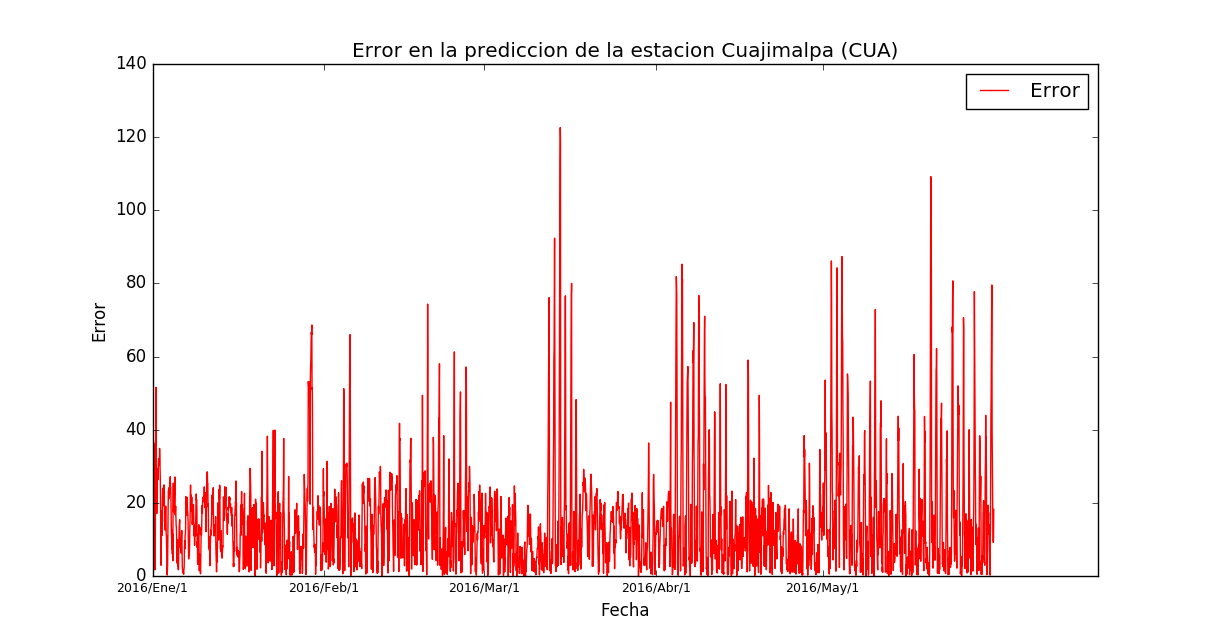 Error en la prediccion de la estacion Cuajimalpa (CUA)
140
120
100
80
60
40
20
0
Error
Error
2016/Ene/1 2016/Feb/1 2016/Mar/1 2016/Abr/1 2016/May/1
Fecha